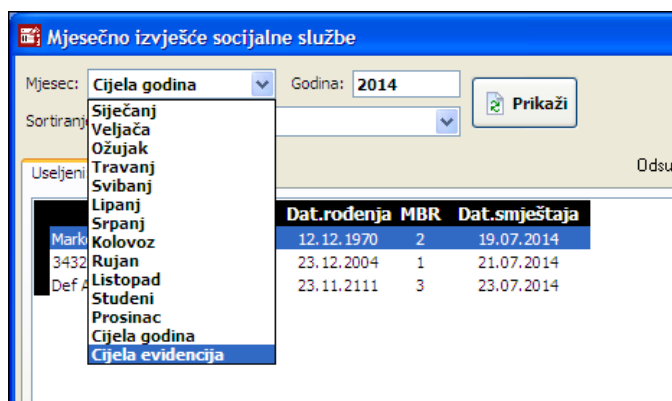 Mjesečno izvješće socijalne službe
Mjesec: Cijela godina Godina: 2014 Prikaži
Sortiranj
Siječanj
Veljača
Ožujak
Travanj
Svibanj
Lipanj
Srpanj
Kolovoz
Rujan
Listopad
Studeni
Prosinac
Cijela godina
Cijela evidencija
Useljeni Odsu
Dat.rođenja MBR Dat.smještaja
Mark 12.12.1970 2 19.07.2014
3432 23.12.2004 1 21.07.2014
Def A 23.11.2111 3 23.07.2014